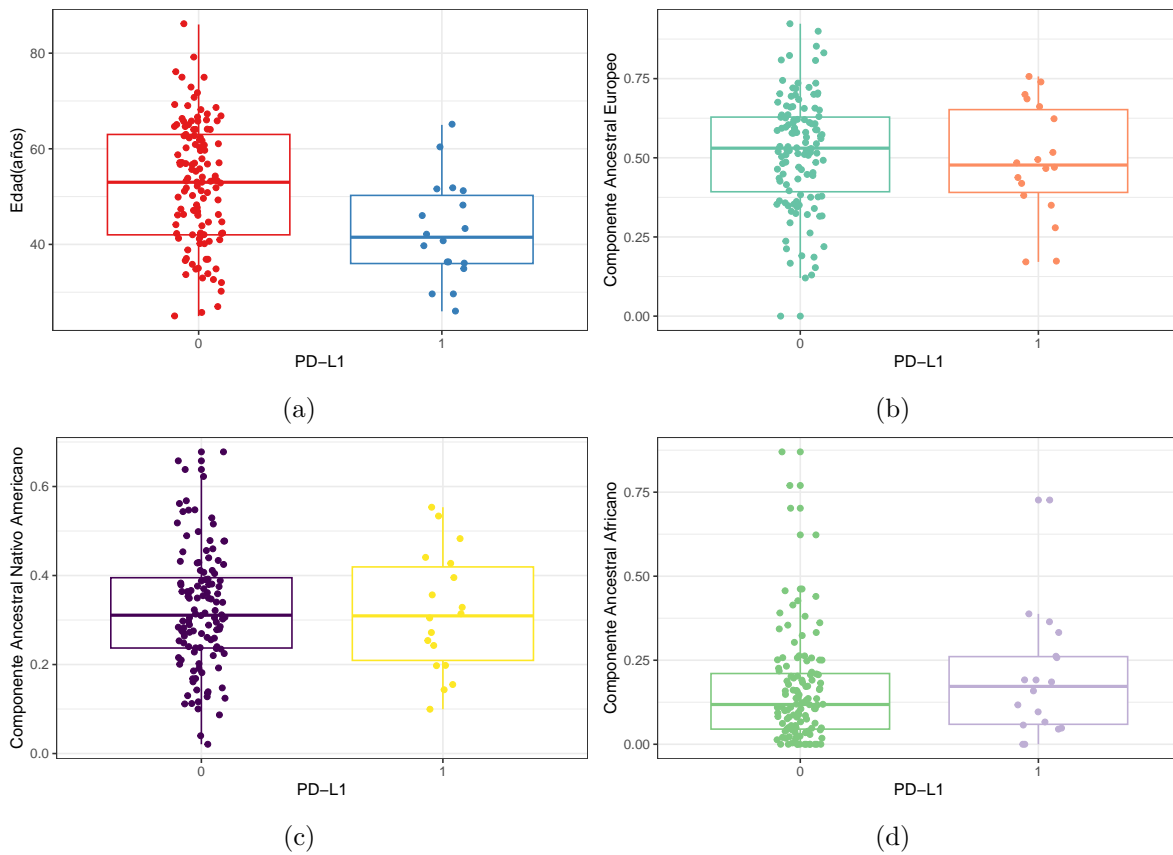 Edad(años)
80
60
40
0
1
PD−L1
(a)
Componente Ancestral Europeo
0.75
0.50
0.25
0.00
0
1
PD−L1
(b)
Componente Ancestral Nativo Americano
0.6
0.4
0.2
0.0
0
1
PD−L1
(c)
Componente Ancestral Africano
0.75
0.50
0.25
0.00
0
1
PD−L1
(d)